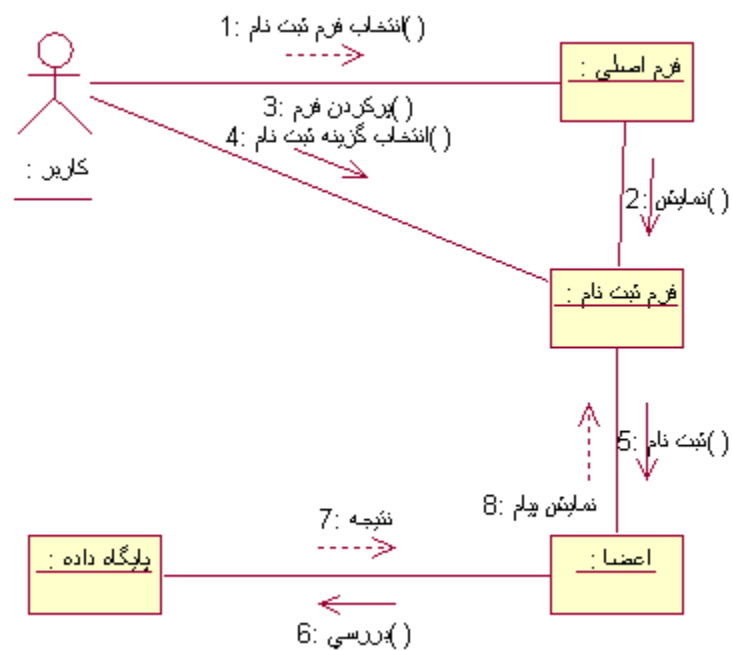 1: انتخاب فرم ثبت نام( )
فرم اصلی :
3: پرکردن فرم( )
4: انتخاب گزینه ثبت نام( )
کاربر :
2: نمایش( )
فرم ثبت نام :
5: ثبت نام( )
8: نمایش پیام
7: نتیجه
پایگاه داده :
اعضا :
6: بررسی( )